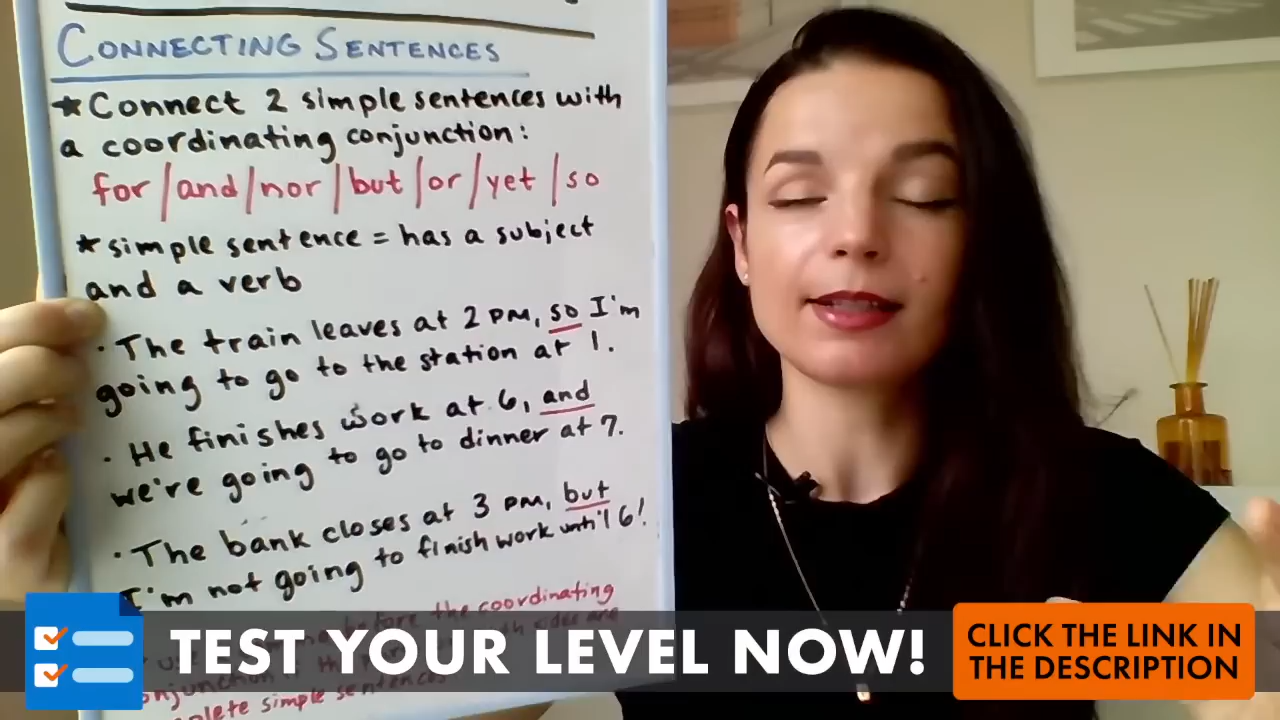 CONNECTING SENTENCES
★Connect 2 simple sentences with
a coordinating conjunction:
for/and/nor/but/or/yet/so
★simple sentence = has a subject
and a verb
· The train leaves at 2 PM, so I'm
going to go to the station at 1.
· He finishes work at 6, and
we're going to go to dinner at 7.
· The bank closes at 3 PM, but
I'm not going to finish work until 6!
before the coordinating
simple sentences
TEST YOUR LEVEL NOW!
CLICK THE LINK IN
THE DESCRIPTION